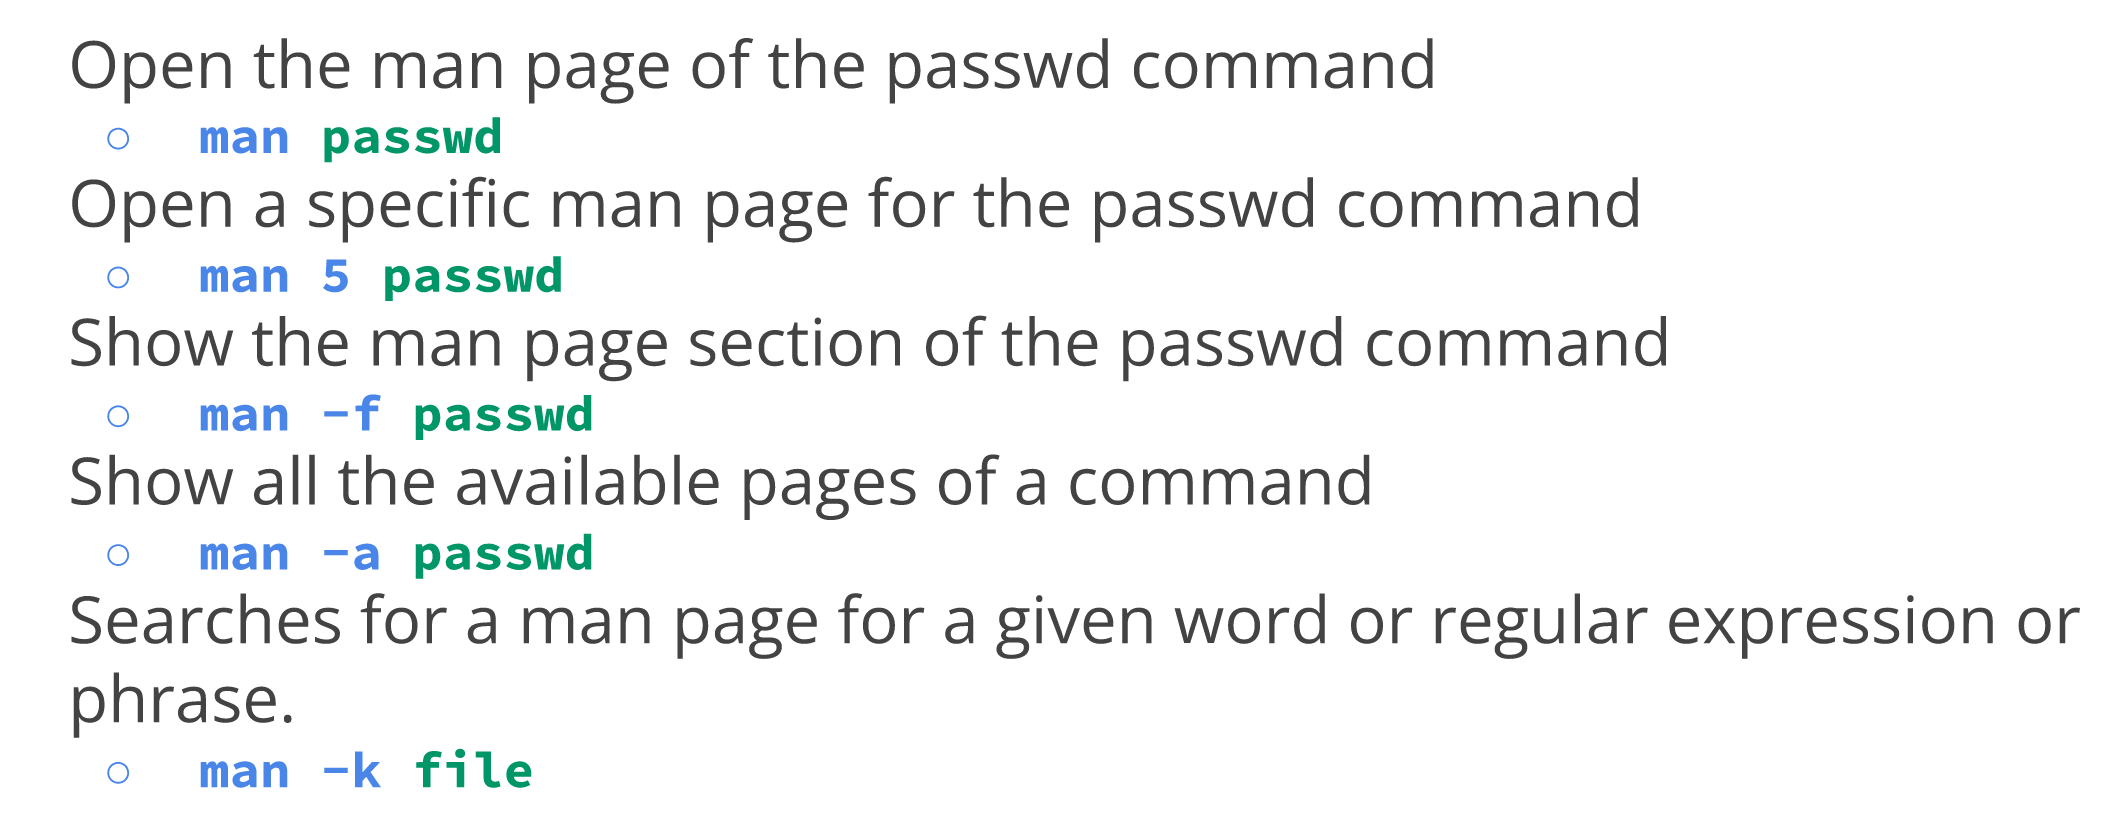 Open the man page of the passwd command
○ man passwd
Open a specific man page for the passwd command
○ man 5 passwd
Show the man page section of the passwd command
○ man -f passwd
Show all the available pages of a command
○ man -a passwd
Searches for a man page for a given word or regular expression or
phrase.
○ man -k file